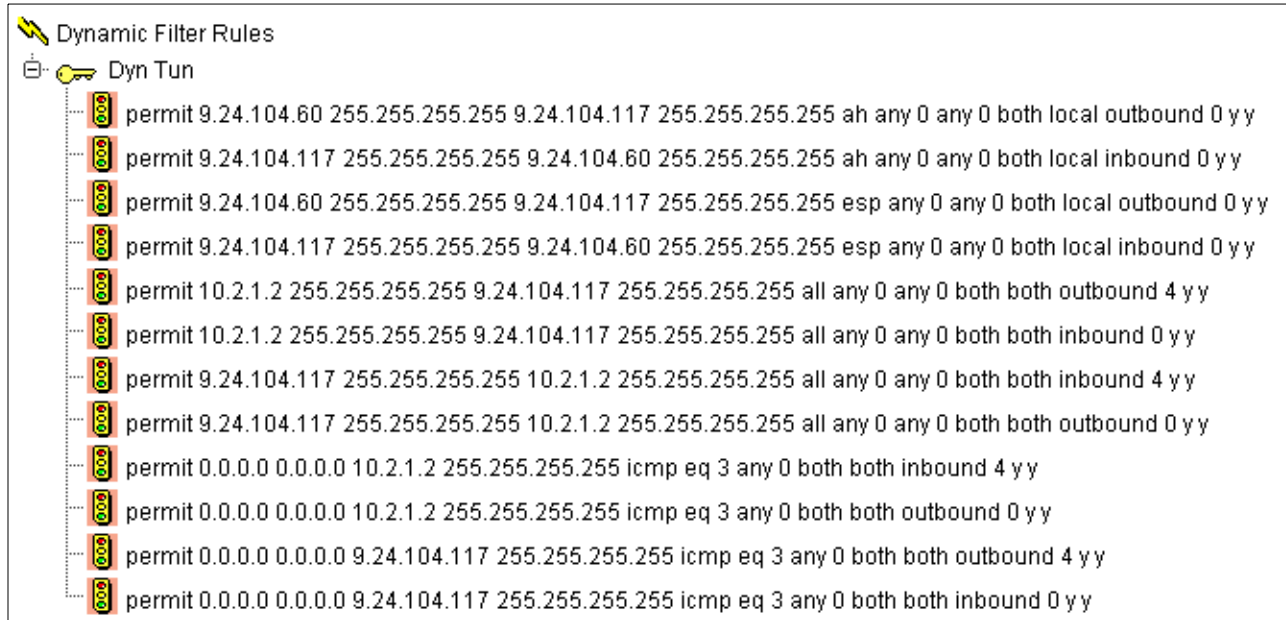 Dynamic Filter Rules
Dyn Tun
permit 9.24.104.60 255.255.255.255 9.24.104.117 255.255.255.255 ah any 0 any 0 both local outbound 0 y y
permit 9.24.104.117 255.255.255.255 9.24.104.60 255.255.255.255 ah any 0 any 0 both local inbound 0 y y
permit 9.24.104.60 255.255.255.255 9.24.104.117 255.255.255.255 esp any 0 any 0 both local outbound 0 y y
permit 9.24.104.117 255.255.255.255 9.24.104.60 255.255.255.255 esp any 0 any 0 both local inbound 0 y y
permit 10.2.1.2 255.255.255.255 9.24.104.117 255.255.255.255 all any 0 any 0 both both outbound 4 y y
permit 10.2.1.2 255.255.255.255 9.24.104.117 255.255.255.255 all any 0 any 0 both both inbound 0 y y
permit 9.24.104.117 255.255.255.255 10.2.1.2 255.255.255.255 all any 0 any 0 both both inbound 4 y y
permit 9.24.104.117 255.255.255.255 10.2.1.2 255.255.255.255 all any 0 any 0 both both outbound 0 y y
permit 0.0.0.0 0.0.0.0 10.2.1.2 255.255.255.255 icmp eq 3 any 0 both both inbound 4 y y
permit 0.0.0.0 0.0.0.0 10.2.1.2 255.255.255.255 icmp eq 3 any 0 both both outbound 0 y y
permit 0.0.0.0 0.0.0.0 9.24.104.117 255.255.255.255 icmp eq 3 any 0 both both outbound 4 y y
permit 0.0.0.0 0.0.0.0 9.24.104.117 255.255.255.255 icmp eq 3 any 0 both both inbound 0 y y